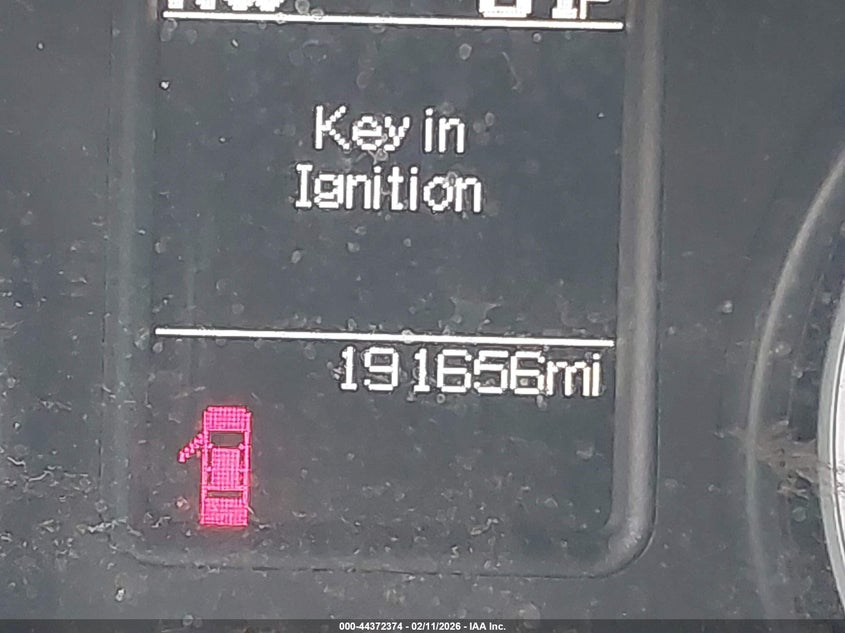 Key in
Ignition
191656mi
000-44372374 - 02/11/2026 - IAA Inc.